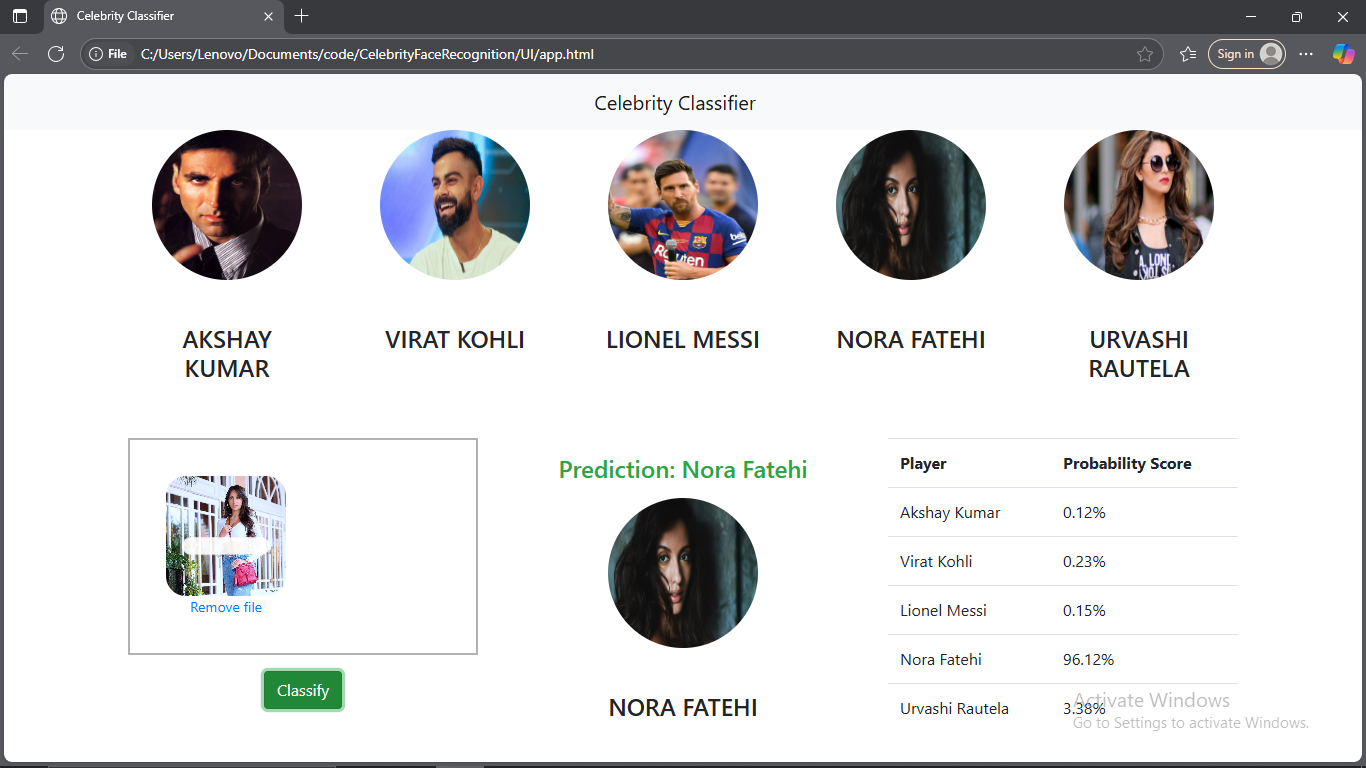 Celebrity Classifier
File C:/Users/Lenovo/Documents/code/CelebrityFaceRecognition/UI/app.html
Sign in
Celebrity Classifier
beko
Rakuten
A. LOND
AKSHAY
KUMAR
VIRAT KOHLI
LIONEL MESSI
NORA FATEHI
URVASHI
RAUTELA
Remove file
Classify
Prediction: Nora Fatehi
NORA FATEHI
Player Probability Score
Akshay Kumar 0.12%
Virat Kohli 0.23%
Lionel Messi 0.15%
Nora Fatehi 96.12%
Urvashi Rautela 3.38%
Activate Windows
Go to Settings to activate Windows.